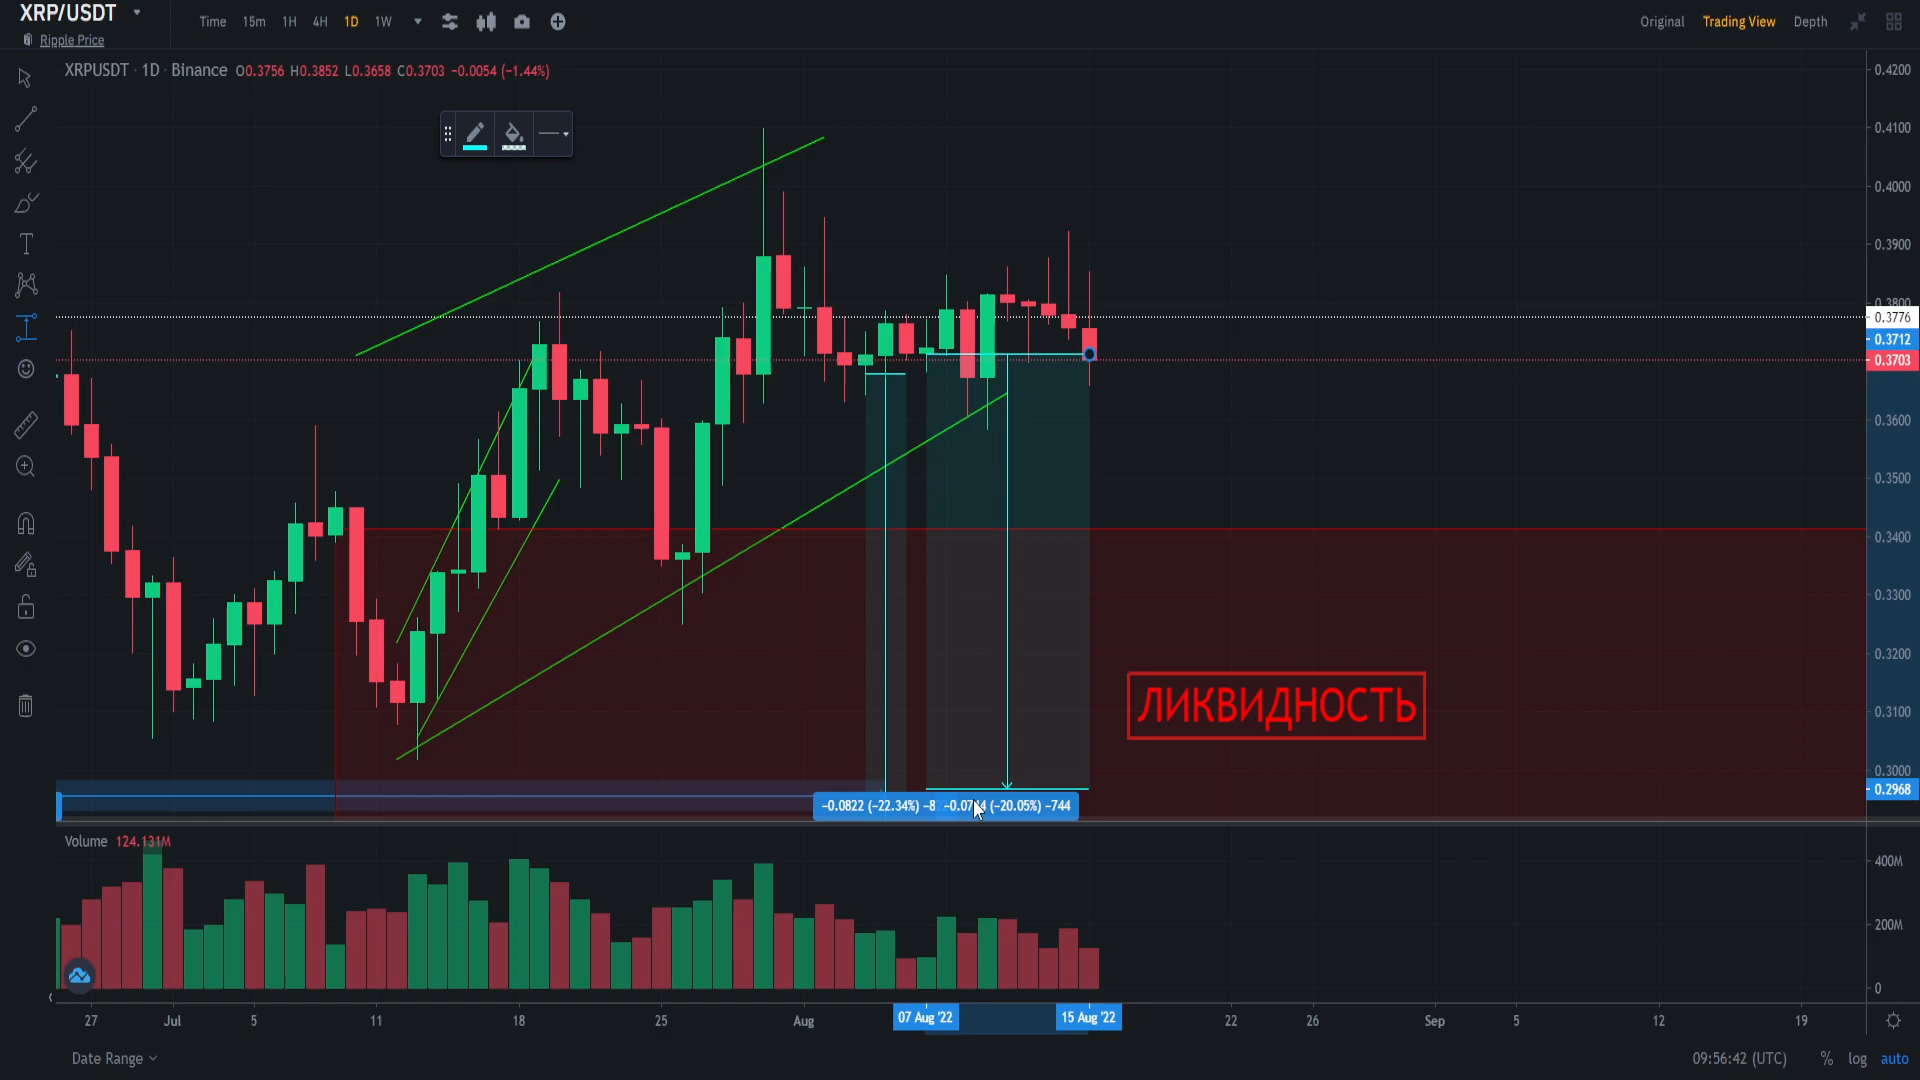 XRP/USDT
Ripple Price
Time 15m 1H 4H 1D 1W
Original Trading View Depth
XRPUSDT · 1D · Binance O0.3756 H0.3852 L0.3658 C0.3703 −0.0054 (−1.44%)
0.4200
0.4100
0.4000
0.3900
0.3800
0.3776
0.3712
0.3703
0.3600
0.3500
0.3400
0.3300
0.3200
0.3100
0.3000
0.2968
ЛИКВИДНОСТЬ
−0.0822 (−22.34%) −8
(−20.05%) −744
Volume 124.131M
400M
200M
0
27 Jul 5 11 18 25 Aug 07 Aug '22 15 Aug '22 22 26 Sep 5 12 19
Date Range
09:56:42 (UTC) % log auto